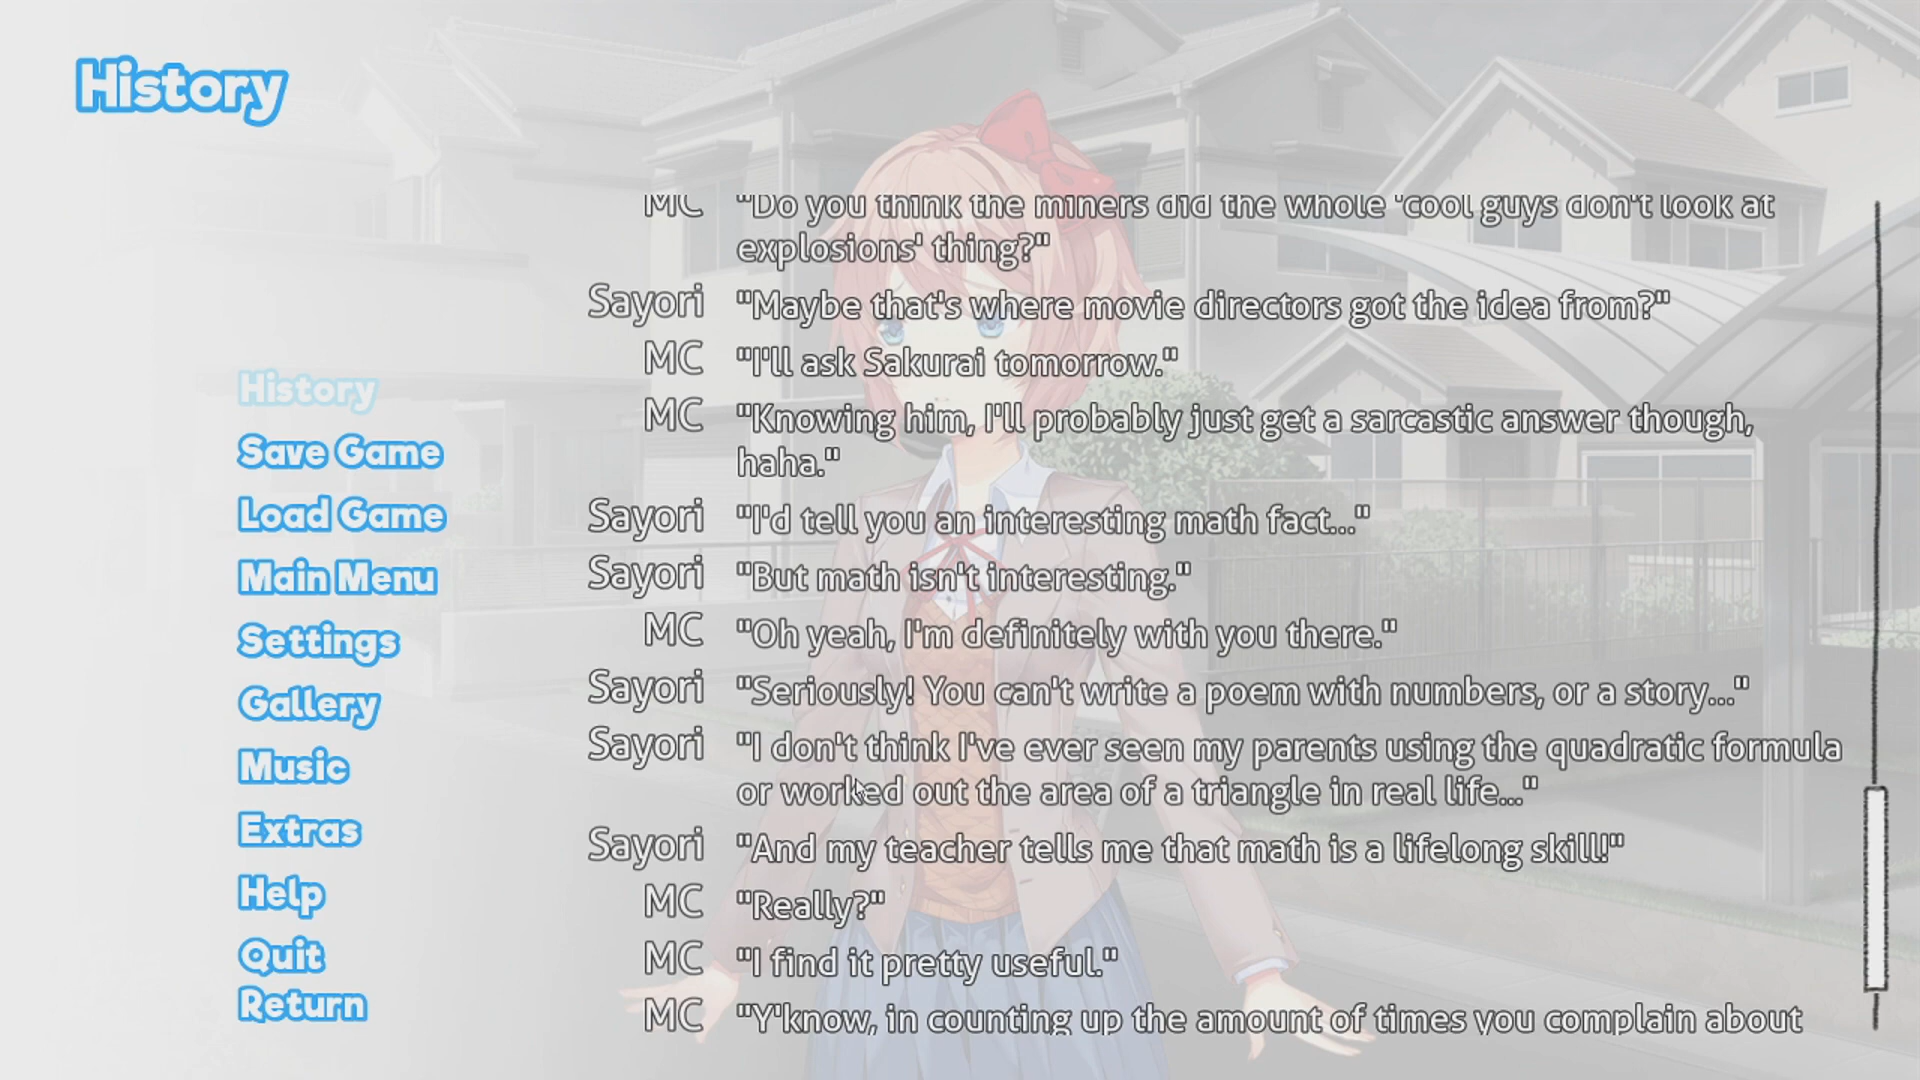 History
MC "Do you think the miners did the whole 'cool guys don't look at
explosions' thing?"
Sayori "Maybe that's where movie directors got the idea from?"
MC "I'll ask Sakurai tomorrow."
MC "Knowing him, I'll probably just get a sarcastic answer though,
haha."
Sayori "I'd tell you an interesting math fact..."
Sayori "But math isn't interesting."
MC "Oh yeah, I'm definitely with you there."
Sayori "Seriously! You can't write a poem with numbers, or a story..."
Sayori "I don't think I've ever seen my parents using the quadratic formula
or worked out the area of a triangle in real life..."
Sayori "And my teacher tells me that math is a lifelong skill!"
MC "Really?"
MC "I find it pretty useful."
MC "Y'know, in counting up the amount of times you complain about
History
Save Game
Load Game
Main Menu
Settings
Gallery
Music
Extras
Help
Quit
Return